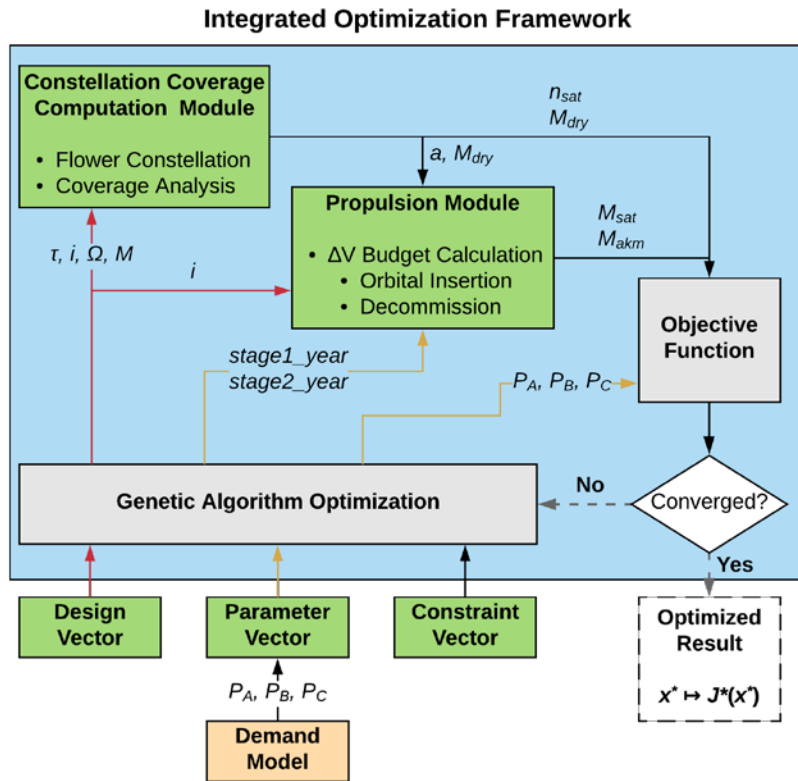 Integrated Optimization Framework
Constellation Coverage
Computation Module
• Flower Constellation
• Coverage Analysis
n_sat
M_dry
a, M_dry
Propulsion Module
• ΔV Budget Calculation
• Orbital Insertion
• Decommission
M_sat
M_akm
τ, i, Ω, M
i
Objective
Function
stage1_year
stage2_year
P_A, P_B, P_C
Genetic Algorithm Optimization
No
Converged?
Yes
Design
Vector
Parameter
Vector
Constraint
Vector
Optimized
Result
x* ↦ J*(x*)
P_A, P_B, P_C
Demand
Model